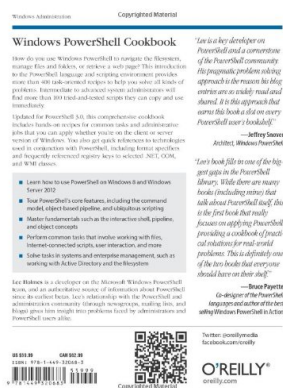 Windows Administration
Copyrighted Material
Windows PowerShell Cookbook
How do you use Windows PowerShell to navigate the filesystem,
manage files and folders, or retrieve a web page? This introduction
to the PowerShell language and scripting environment provides
more than 400 task-oriented recipes to help you solve all kinds of
problems. Intermediate to advanced system administrators will
find more than 100 tried-and-tested scripts they can copy and use
immediately.
Updated for PowerShell 3.0, this comprehensive cookbook
includes hands-on recipes for common tasks and administrative
jobs that you can apply whether you're on the client or server
version of Windows. You also get quick references to technologies
used in conjunction with PowerShell, including format specifiers
and frequently referenced registry keys to selected .NET, COM,
and WMI classes.
Learn how to use PowerShell on Windows 8 and Windows
Server 2012
Tour PowerShell's core features, including the command
model, object-based pipeline, and ubiquitous scripting
Master fundamentals such as the interactive shell, pipeline,
and object concepts
Perform common tasks that involve working with files,
Internet-connected scripts, user interaction, and more
Solve tasks in systems and enterprise management, such as
working with Active Directory and the filesystem
Lee Holmes is a developer on the Microsoft Windows PowerShell
team, and an authoritative source of information about PowerShell
since its earliest betas. Lee's relationship with the PowerShell and
administration community (through newsgroups, mailing lists, and
blogs) gives him insight into problems faced by administrators and
PowerShell users alike.
"Lee is a key developer on
PowerShell and a cornerstone
of the PowerShell community.
His pragmatic problem solving
approach is the reason his blog
entries are so widely read and
shared. It is this approach that
earns this book a slot on every
PowerShell user's bookshelf."
—Jeffrey Snover
Architect, Windows PowerShell
"Lee's book fills in one of the big
gest gaps in the PowerShell
library. While there are many
books (including mine) that
talk about PowerShell itself, this
is the first book that really
focuses on applying PowerShell
providing a cookbook of practi
cal solutions for real-world
problems. This is definitely one
of the two books that everyone
should have on their shelf."
—Bruce Payette
Co-designer of the PowerShell
languages and author of the best
selling Windows PowerShell in Action
US $59.99
CAN $62.99
ISBN: 978-1-449-32068-3
55999
9 781449 320683
Twitter: @oreillymedia
facebook.com/oreilly
O'REILLY®
oreilly.com
Copyrighted Material